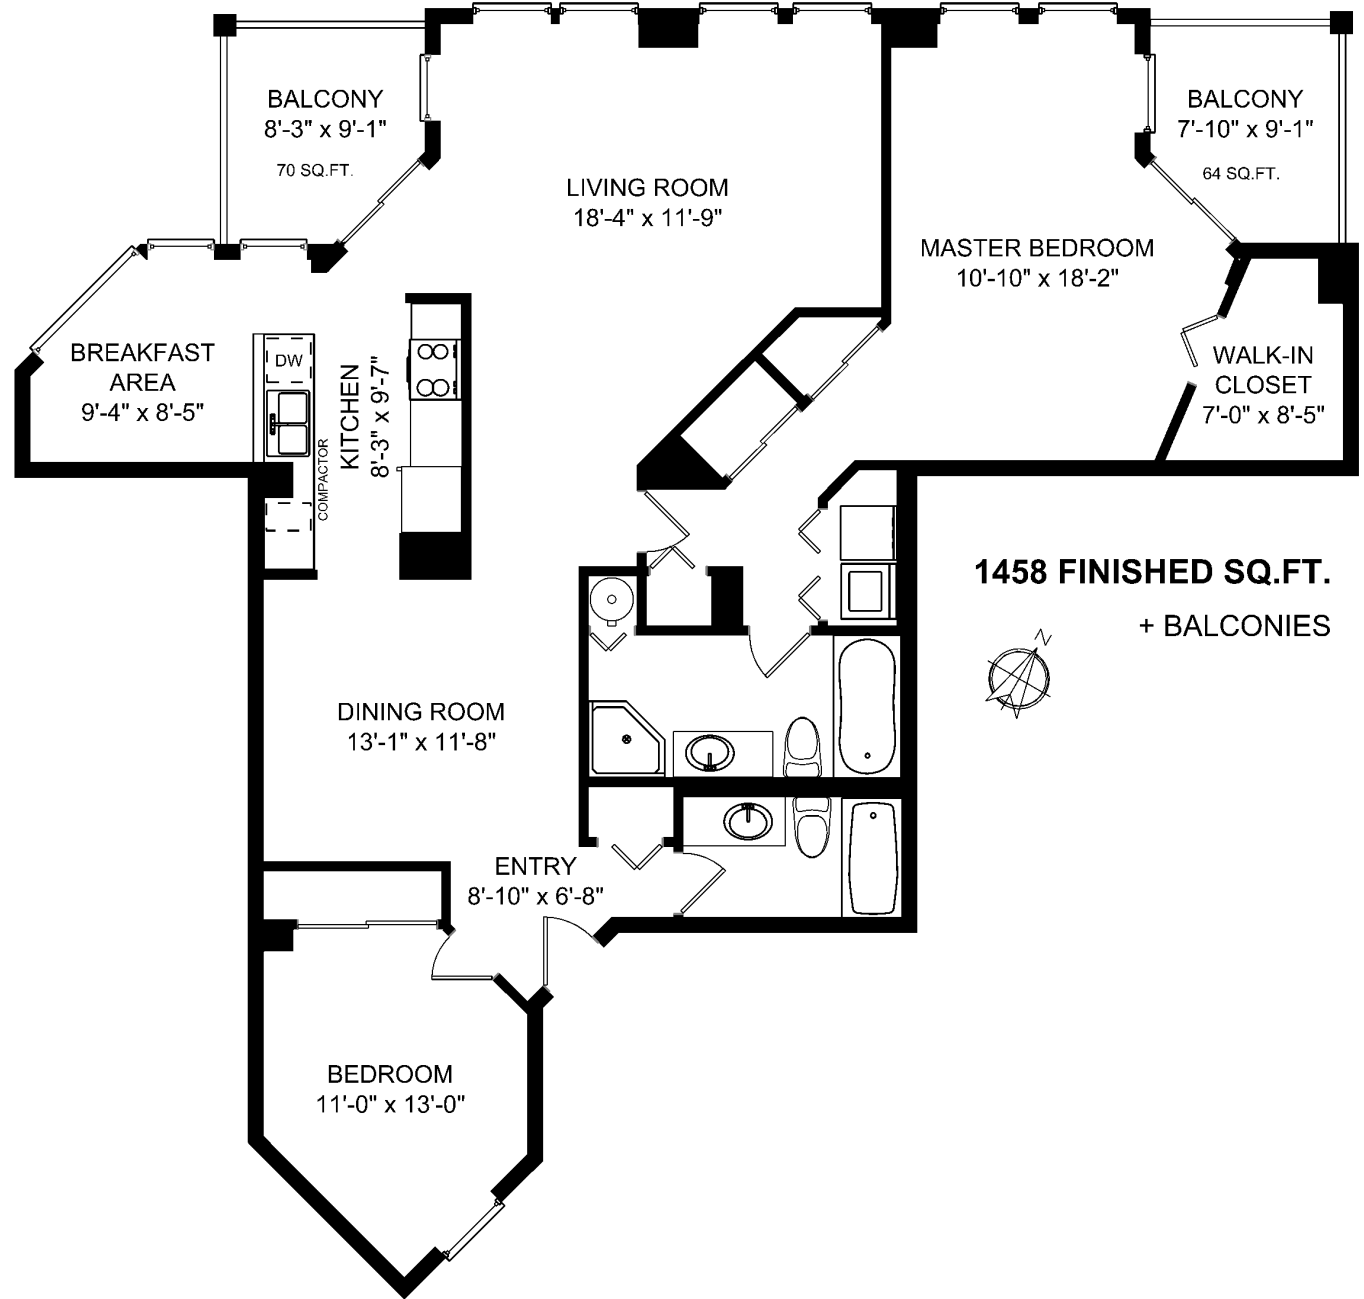 BALCONY
8'-3" x 9'-1"
70 SQ.FT.
LIVING ROOM
18'-4" x 11'-9"
BALCONY
7'-10" x 9'-1"
64 SQ.FT.
MASTER BEDROOM
10'-10" x 18'-2"
BREAKFAST
AREA
9'-4" x 8'-5"
DW
KITCHEN
8'-3" x 9'-7"
COMPACTOR
WALK-IN
CLOSET
7'-0" x 8'-5"
1458 FINISHED SQ.FT.
+ BALCONIES
N
DINING ROOM
13'-1" x 11'-8"
ENTRY
8'-10" x 6'-8"
BEDROOM
11'-0" x 13'-0"